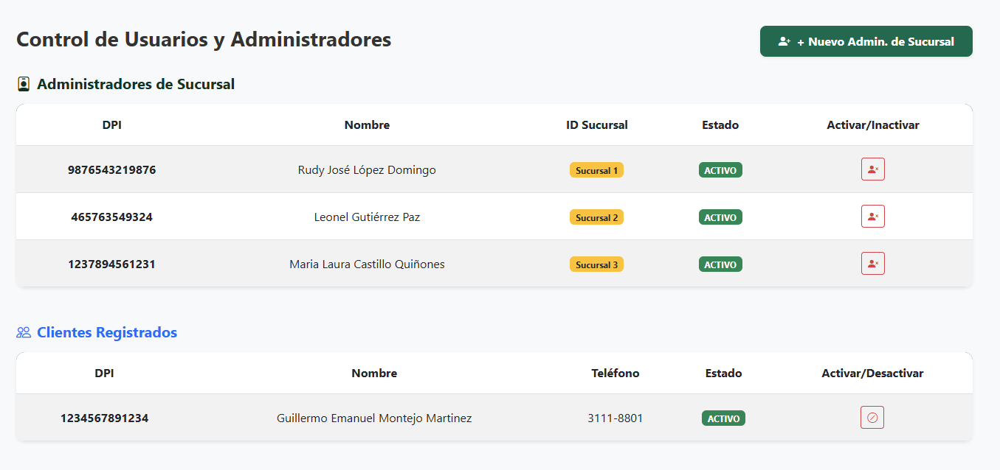 Control de Usuarios y Administradores
+ Nuevo Admin. de Sucursal
Administradores de Sucursal
DPI Nombre ID Sucursal Estado Activar/Inactivar
9876543219876 Rudy José López Domingo Sucursal 1 ACTIVO
465763549324 Leonel Gutiérrez Paz Sucursal 2 ACTIVO
1237894561231 Maria Laura Castillo Quiñones Sucursal 3 ACTIVO
Clientes Registrados
DPI Nombre Teléfono Estado Activar/Desactivar
1234567891234 Guillermo Emanuel Montejo Martinez 3111-8801 ACTIVO